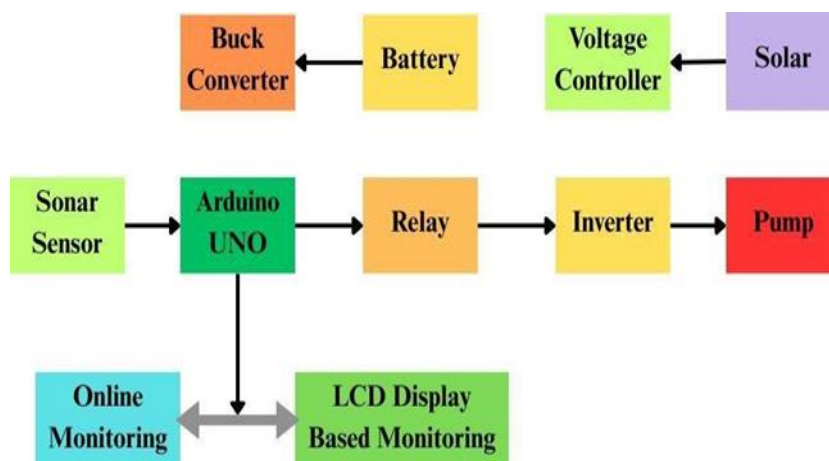 Buck
Converter
Battery
Voltage
Controller
Solar
Sonar
Sensor
Arduino
UNO
Relay
Inverter
Pump
Online
Monitoring
LCD Display
Based Monitoring